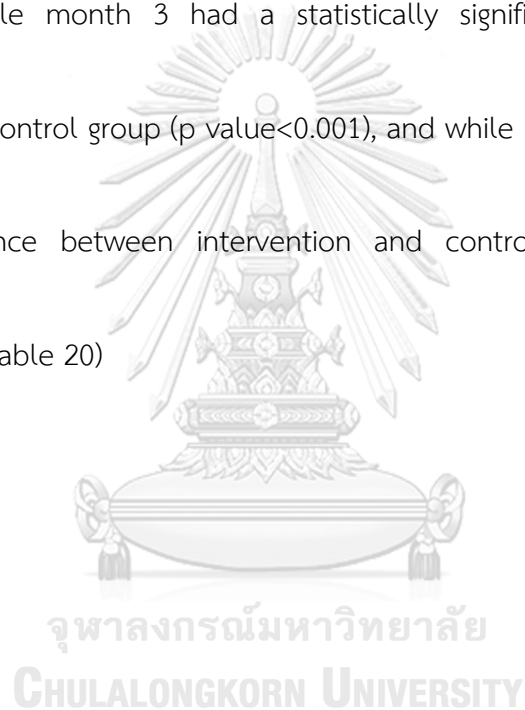 le month 3 had a statistically signifi
ontrol group (p value<0.001), and while
nce between intervention and contro
able 20)
จุฬาลงกรณ์มหาวิทยาลัย
CHULALONGKORN UNIVERSITY